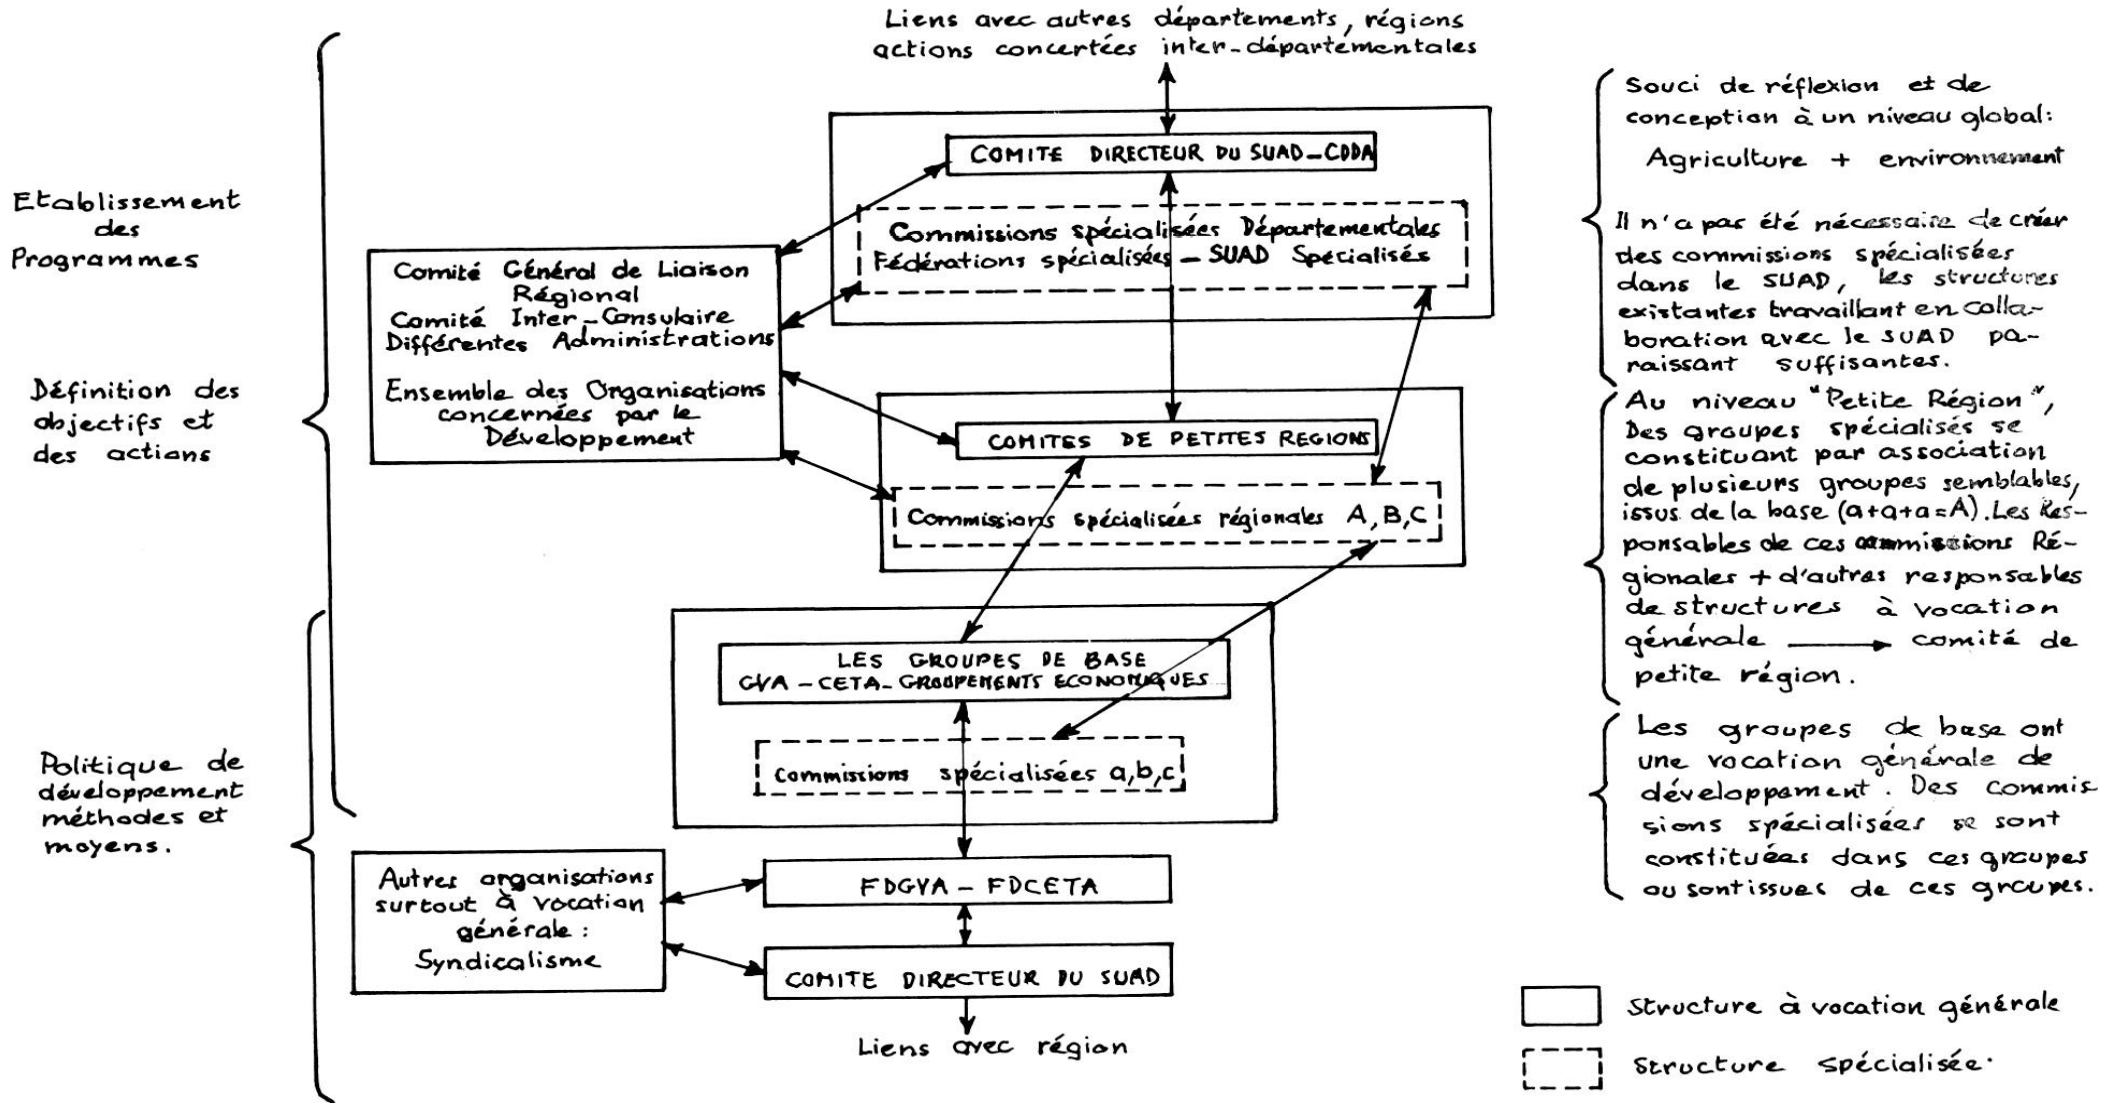 Liens avec autres départements, régions
actions concertées inter-départementales
Etablissement
des
Programmes
Définition des
objectifs et
des actions
Politique de
développement
méthodes et
moyens.
COMITE DIRECTEUR DU SUAD-CDDA
Commissions spécialisées Départementales
Fédérations spécialisées - SUAD Spécialisés
Comité Général de Liaison
Régional
Comité Inter-Consulaire
Différentes Administrations
Ensemble des Organisations
concernées par le
Développement
COMITES DE PETITES REGIONS
Commissions spécialisées régionales A, B, C
LES GROUPES DE BASE
GVA - CETA - GROUPEMENTS ECONOMIQUES
Commissions spécialisées a, b, c
Autres organisations
surtout à vocation
générale :
Syndicalisme
FDGVA - FDCETA
COMITE DIRECTEUR DU SUAD
Liens avec région
Souci de réflexion et de
conception à un niveau global :
Agriculture + environnement
Il n'a pas été nécessaire de créer
des commissions spécialisées
dans le SUAD, les structures
existantes travaillant en colla-
boration avec le SUAD pa-
raissant suffisantes.
Au niveau "Petite Région",
Des groupes spécialisés se
constituant par association
de plusieurs groupes semblables,
issus de la base (a+a+a=A). Les Res-
ponsables de ces commissions Ré-
gionales + d'autres responsables
de structures à vocation
générale → comité de
petite région.
Les groupes de base ont
une vocation générale de
développement. Des commis
sions spécialisées se sont
constituées dans ces groupes
ou sont issues de ces groupes.
Structure à vocation générale
Structure spécialisée.